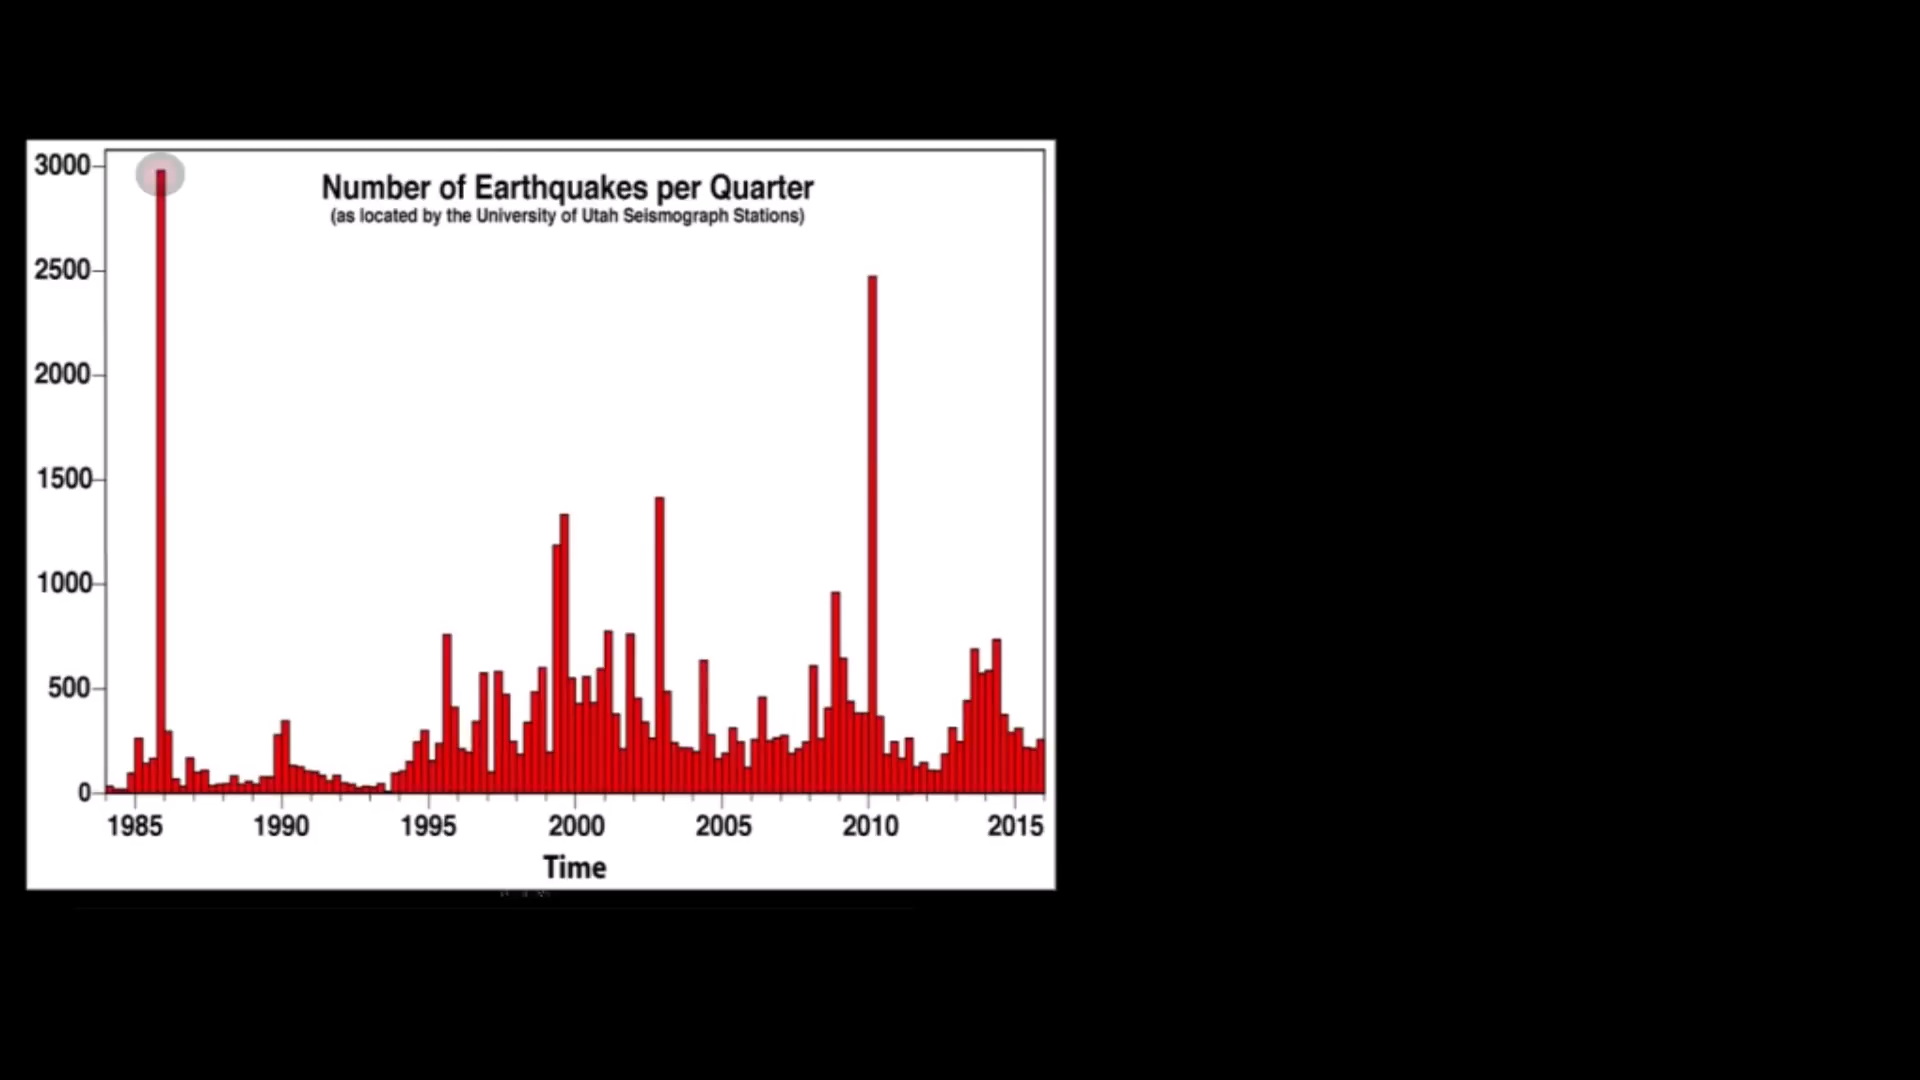 Number of Earthquakes per Quarter
(as located by the University of Utah Seismograph Stations)
3000
2500
2000
1500
1000
500
0
1985 1990 1995 2000 2005 2010 2015
Time